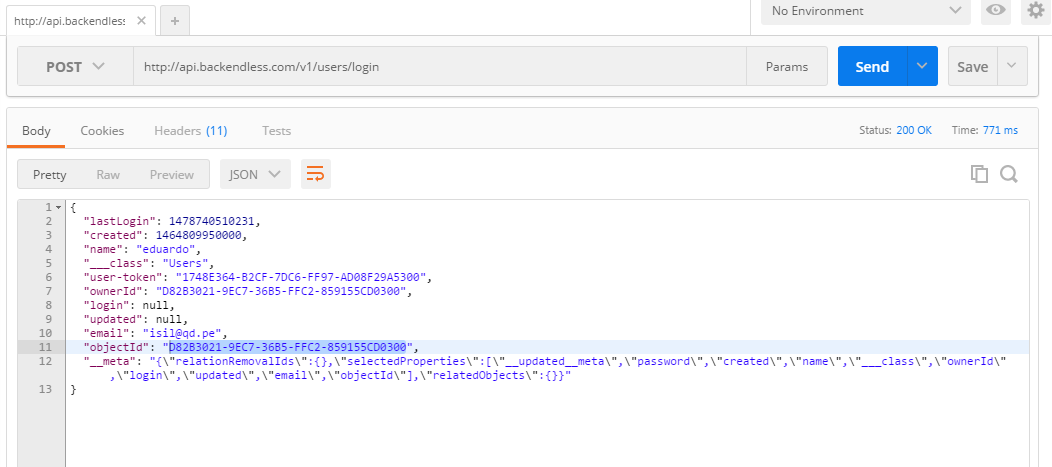 http://api.backendless
No Environment
POST http://api.backendless.com/v1/users/login Params Send Save
Body Cookies Headers (11) Tests Status: 200 OK Time: 771 ms
Pretty Raw Preview JSON
1 {
2 "lastLogin": 1478740510231,
3 "created": 1464809950000,
4 "name": "eduardo",
5 "___class": "Users",
6 "user-token": "1748E364-B2CF-7DC6-FF97-AD08F29A5300",
7 "ownerId": "D82B3021-9EC7-36B5-FFC2-859155CD0300",
8 "login": null,
9 "updated": null,
10 "email": "isil@qd.pe",
11 "objectId": "D82B3021-9EC7-36B5-FFC2-859155CD0300",
12 "__meta": "{\"relationRemovalIds\":{},\"selectedProperties\":[\"__updated__meta\",\"password\",\"created\",\"name\",\"___class\",\"ownerId\"
,\"login\",\"updated\",\"email\",\"objectId\"],\"relatedObjects\":{}}"
13 }